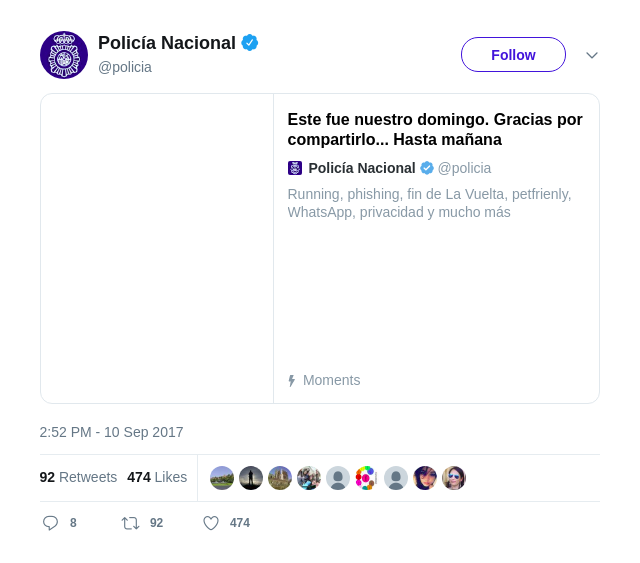 Policía Nacional
@policia
Follow
Este fue nuestro domingo. Gracias por
compartirlo... Hasta mañana
Policía Nacional @policia
Running, phishing, fin de La Vuelta, petfrienly,
WhatsApp, privacidad y mucho más
Moments
2:52 PM - 10 Sep 2017
92 Retweets 474 Likes
8 92 474